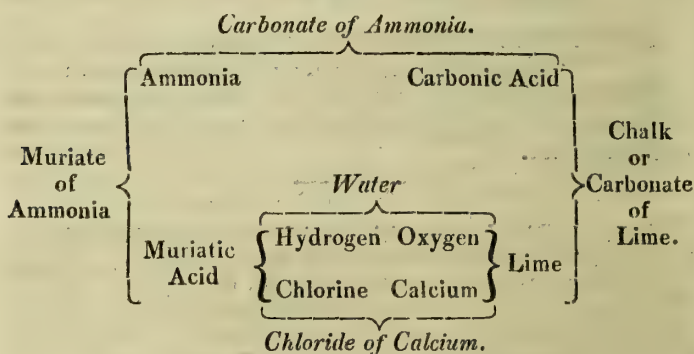 Carbonate of Ammonia.
Ammonia Carbonic Acid
Muriate
of
Ammonia
Chalk
or
Carbonate
of
Lime.
Water
Muriatic
Acid
Hydrogen Oxygen
Chlorine Calcium
Lime
Chloride of Calcium.